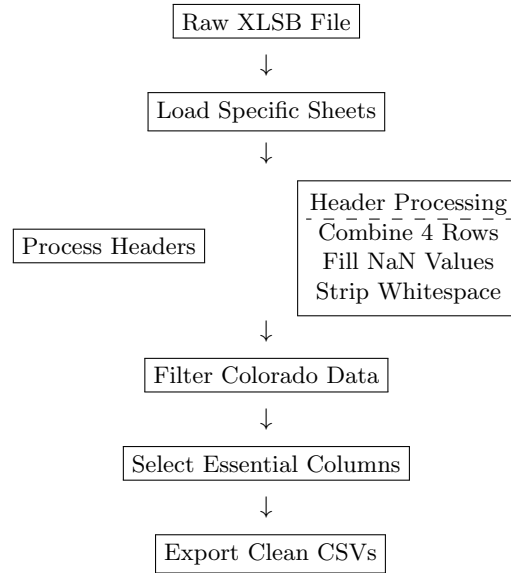 Raw XLSB File
↓
Load Specific Sheets
↓
Process Headers
Header Processing
Combine 4 Rows
Fill NaN Values
Strip Whitespace
↓
Filter Colorado Data
↓
Select Essential Columns
↓
Export Clean CSVs